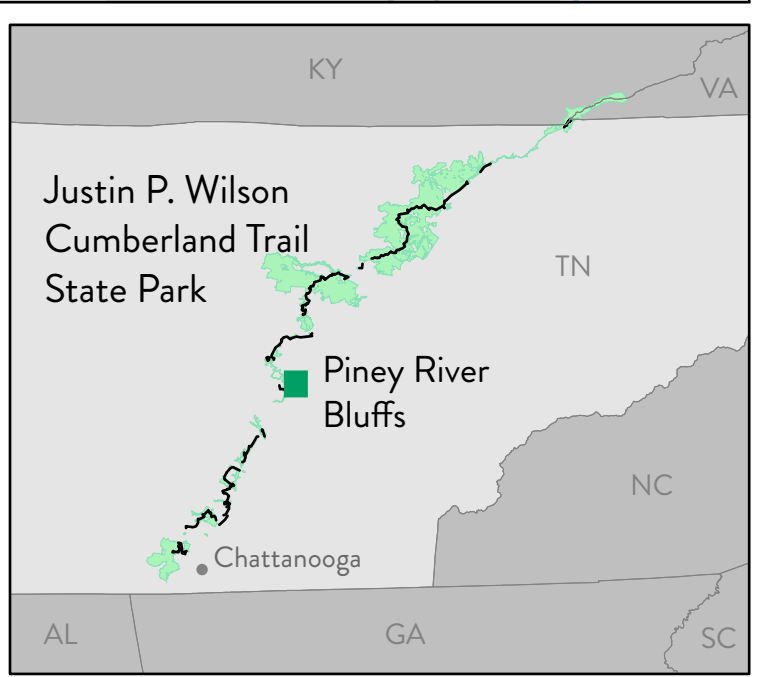 KY
VA
Justin P. Wilson
Cumberland Trail
State Park
TN
Piney River
Bluffs
NC
Chattanooga
AL
GA
SC